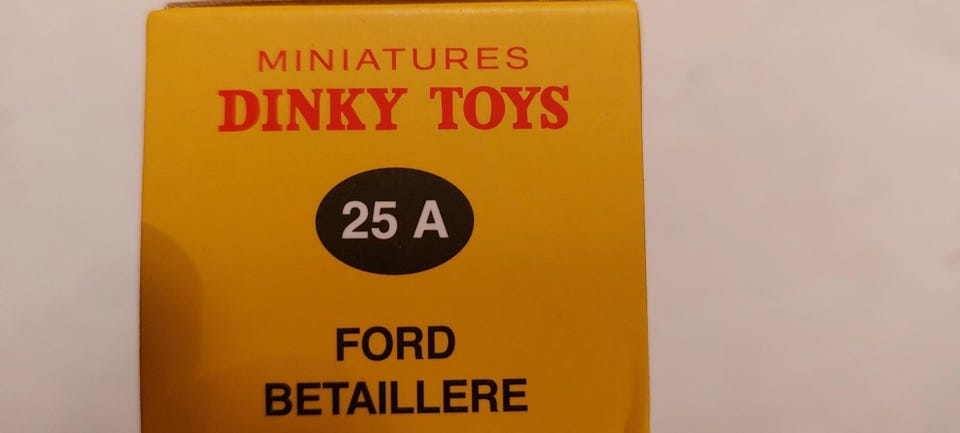 MINIATURES
DINKY TOYS
25 A
FORD
BETAILLERE